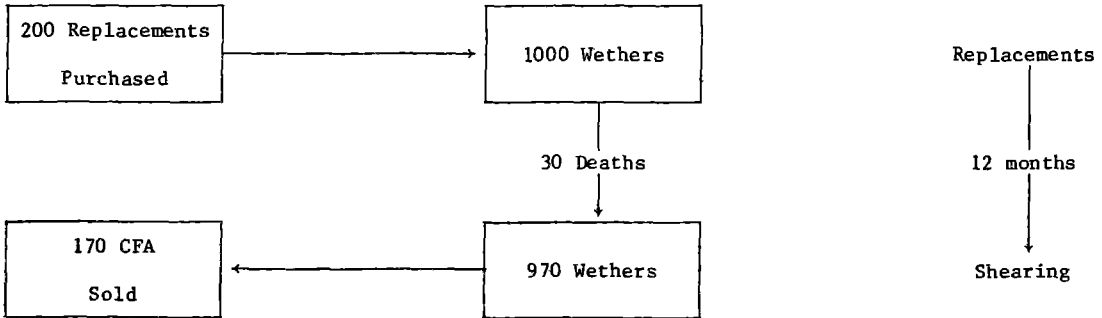 200 Replacements
Purchased
1000 Wethers
Replacements
30 Deaths
12 months
170 CFA
Sold
970 Wethers
Shearing